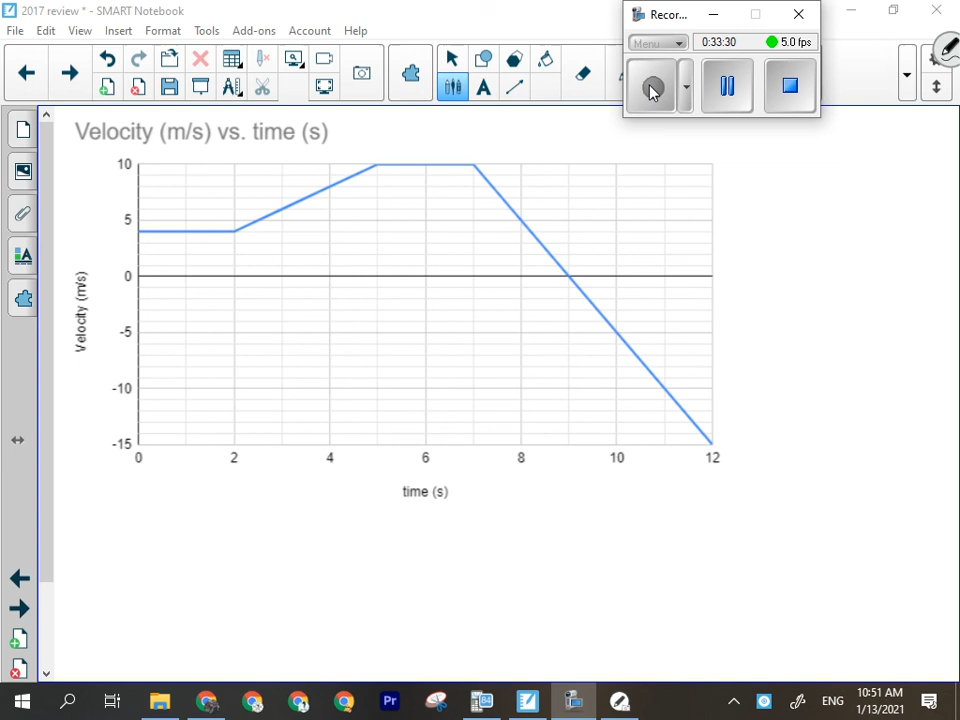 2017 review * - SMART Notebook
Recor...
File Edit View Insert Format Tools Add-ons Account Help
Menu
0:33:30
5.0 fps
A
Velocity (m/s) vs. time (s)
10
5
0
-5
-10
-15
Velocity (m/s)
0 2 4 6 8 10 12
time (s)
Pr
ENG
10:51 AM
1/13/2021